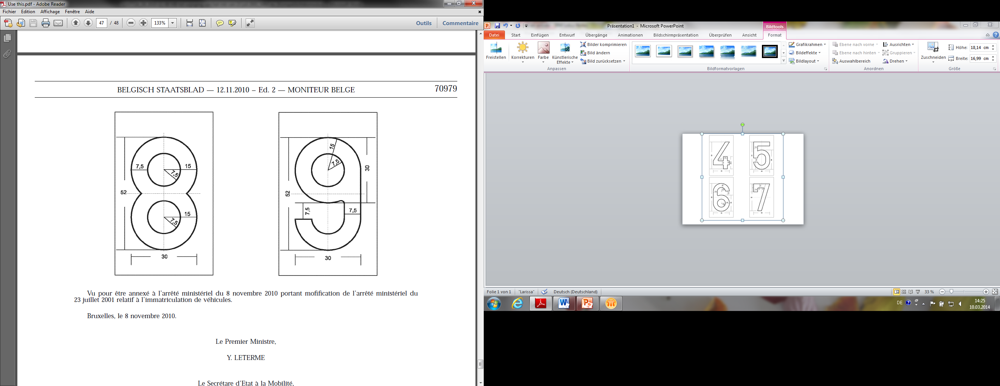 Use this.pdf - Adobe Reader
Fichier Edition Affichage Fenêtre Aide
47 / 48 133% Outils Commentaire
BELGISCH STAATSBLAD — 12.11.2010 – Ed. 2 — MONITEUR BELGE 70979
7,5 15
7,5
52
15
7,5
30
15
7,5
30
52
7,5
7,5
30
Vu pour être annexé à l'arrêté ministériel du 8 novembre 2010 portant mofification de l'arrêté ministériel du
23 juillet 2001 relatif à l'immatriculation de véhicules.
Bruxelles, le 8 novembre 2010.
Le Premier Ministre,
Y. LETERME
Le Secrétare d'Etat à la Mobilité,
Präsentation1 - Microsoft PowerPoint Bildtools
Datei Start Einfügen Entwurf Übergänge Animationen Bildschirmpräsentation Überprüfen Ansicht Format
Freistellen Korrekturen Farbe Künstlerische Effekte
Bilder komprimieren
Bild ändern
Bild zurücksetzen
Anpassen
Bildformatvorlagen
Grafikrahmen
Bildeffekte
Bildlayout
Ebene nach vorne Ausrichten
Ebene nach hinten Gruppieren
Auswahlbereich Drehen
Anordnen
Zuschneiden
Höhe: 18,14 cm
Breite: 16,99 cm
Größe
4 5
6 7
Folie 1 von 1 "Larissa" Deutsch (Deutschland) 33 %
DE 14:25
10.03.2014